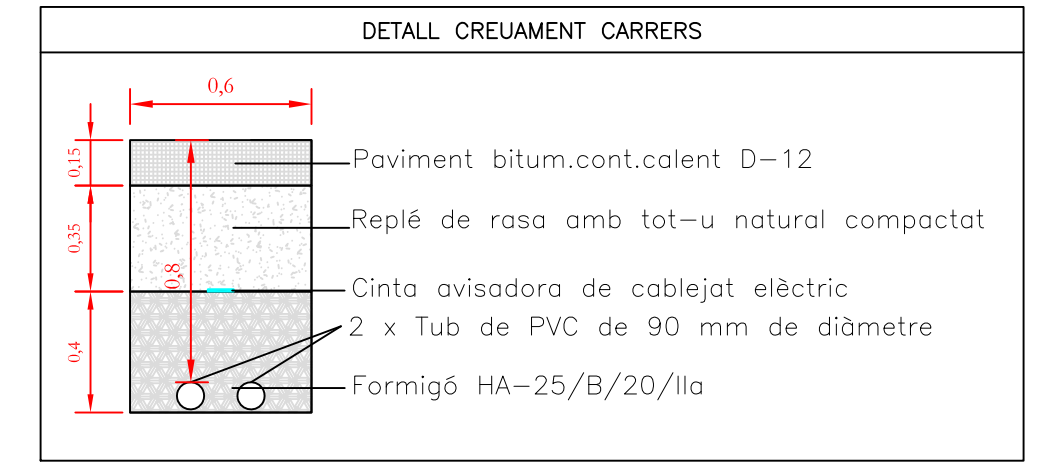 DETALL CREUAMENT CARRERS
0,6
0,15
Paviment bitum.cont.calent D-12
0,35
Replé de rasa amb tot-u natural compactat
0,8
Cinta avisadora de cablejat elèctric
2 x Tub de PVC de 90 mm de diàmetre
0,4
Formigó HA-25/B/20/IIa